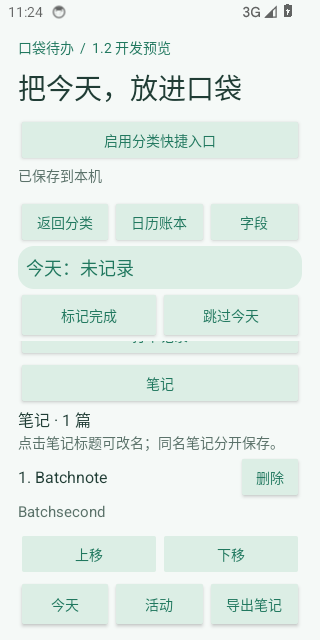 11:24 3G
口袋待办 / 1.2 开发预览
把今天，放进口袋
启用分类快捷入口
已保存到本机
返回分类 日历账本 字段
今天：未记录
标记完成 跳过今天
笔记
笔记 · 1 篇
点击笔记标题可改名；同名笔记分开保存。
1. Batchnote 删除
Batchsecond
上移 下移
今天 活动 导出笔记